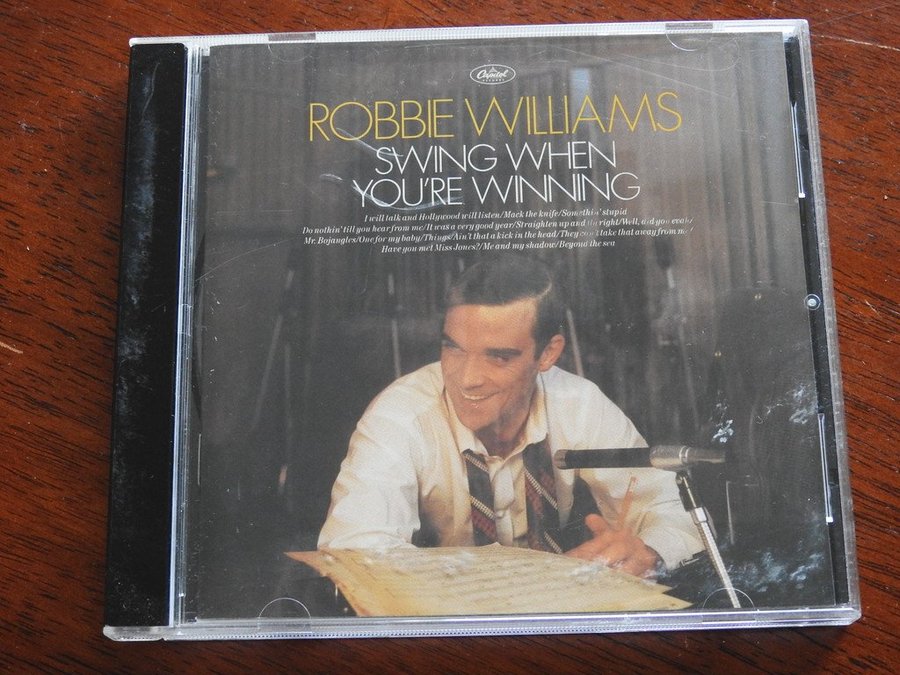 Capitol
RECORDS
ROBBIE WILLIAMS
SWING WHEN
YOU'RE WINNING
I will talk and Hollywood will listen/Mack the knife/Somethin' stupid
Do nothin' till you hear from me/It was a very good year/Straighten up and fly right/Well, did you evah/
Mr. Bojangles/One for my baby/Things/Ain't that a kick in the head/They can't take that away from me/
Have you met Miss Jones?/Me and my shadow/Beyond the sea